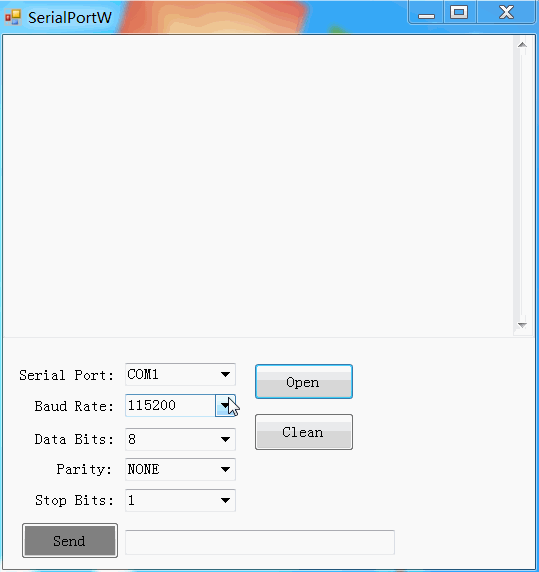 SerialPortW
Serial Port: COM1
Open
Baud Rate: 115200
Clean
Data Bits: 8
Parity: NONE
Stop Bits: 1
Send